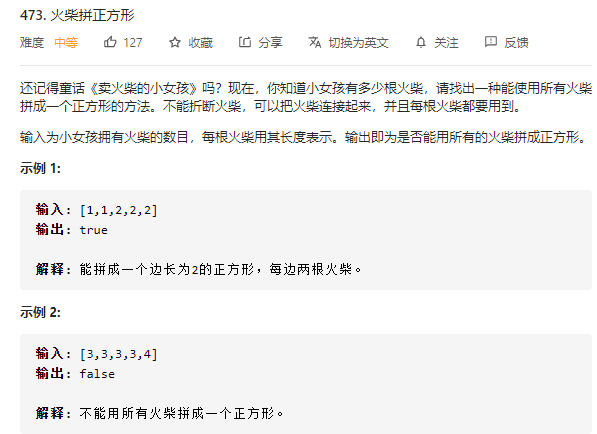 473. 火柴拼正方形
难度 中等 127 收藏 分享 切换为英文 关注 反馈
还记得童话《卖火柴的小女孩》吗？现在，你知道小女孩有多少根火柴，请找出一种能使用所有火柴
拼成一个正方形的方法。不能折断火柴，可以把火柴连接起来，并且每根火柴都要用到。
输入为小女孩拥有火柴的数目，每根火柴用其长度表示。输出即为是否能用所有的火柴拼成正方形。
示例 1:
输入: [1,1,2,2,2]
输出: true
解释: 能拼成一个边长为2的正方形，每边两根火柴。
示例 2:
输入: [3,3,3,3,4]
输出: false
解释: 不能用所有火柴拼成一个正方形。